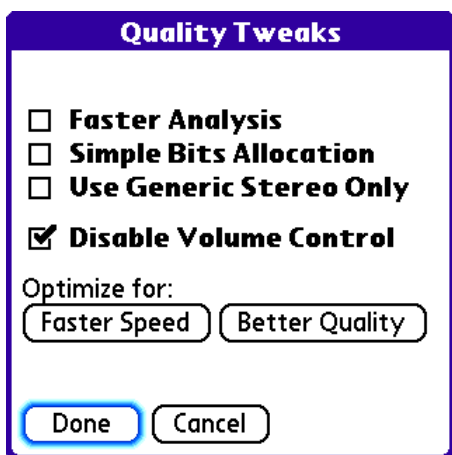 Quality Tweaks
Faster Analysis
Simple Bits Allocation
Use Generic Stereo Only
Disable Volume Control
Optimize for:
Faster Speed Better Quality
Done Cancel